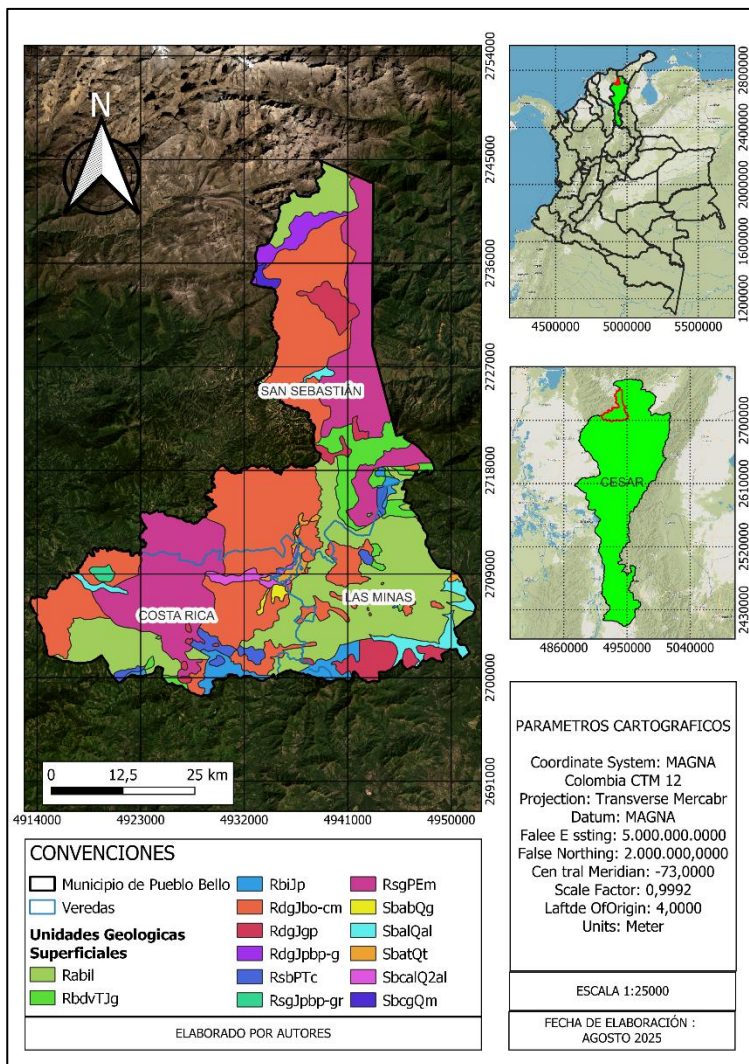 N
SAN SEBASTIÁN
COSTA RICA
LAS MINAS
0 12,5 25 km
4914000 4923000 4932000 4941000 4950000
2754000
2745000
2736000
2727000
2718000
2709000
2700000
2691000
2800000
2400000
2000000
1600000
1200000
4500000 5000000 5500000
CESAR
2700000
2610000
2520000
2430000
4860000 4950000 5040000
CONVENCIONES
Municipio de Pueblo Bello
Veredas
Unidades Geologicas
Superficiales
Rabil
RbdvTJg
RbiJp
RdgJbo-cm
RdgJgp
RdgJpbp-g
RsbPTc
RsgJpbp-gr
RsgPEm
SbabQg
SbalQal
SbatQt
SbcalQ2al
SbcgQm
ELABORADO POR AUTORES
PARAMETROS CARTOGRAFICOS
Coordinate System: MAGNA
Colombia CTM 12
Projection: Transverse Mercabr
Datum: MAGNA
Falee E ssting: 5.000.000.0000
False Northing: 2.000.000,0000
Cen tral Meridian: -73,0000
Scale Factor: 0,9992
Laftde OfOrigin: 4,0000
Units: Meter
ESCALA 1:25000
FECHA DE ELABORACIÓN :
AGOSTO 2025